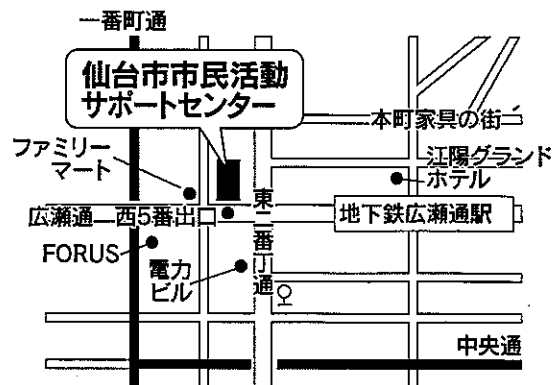 一番町通
仙台市市民活動
サポートセンター
本町家具の街
ファミリー
マート
江陽グランド
ホテル
広瀬通
西5番出口
東二番丁通
地下鉄広瀬通駅
FORUS
電力
ビル
中央通